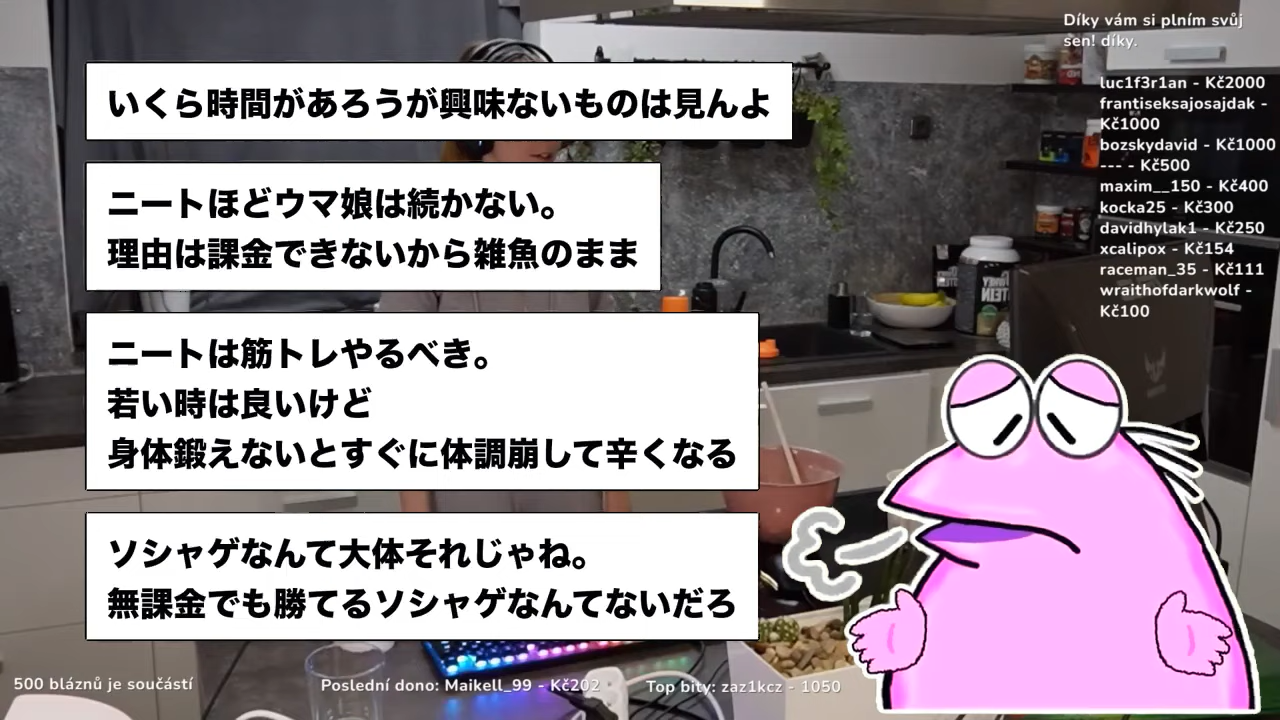 いくら時間があろうが興味ないものは見んよ
ニートほどウマ娘は続かない。
理由は課金できないから雑魚のまま
ニートは筋トレやるべき。
若い時は良いけど
身体鍛えないとすぐに体調崩して辛くなる
ソシャゲなんて大体それじゃね。
無課金でも勝てるソシャゲなんてないだろ
Díky vám si plním svůj
sen! díky.
luc1f3r1an - Kč2000
frantiseksajosajdak -
Kč1000
bozskydavid - Kč1000
--- - Kč500
maxim__150 - Kč400
kocka25 - Kč300
davidhylak1 - Kč250
xcalipox - Kč154
raceman_35 - Kč111
wraithofdarkwolf -
Kč100
500 bláznů je součástí
Poslední dono: Maikell_99 - Kč202
Top bity: zaz1kcz - 1050